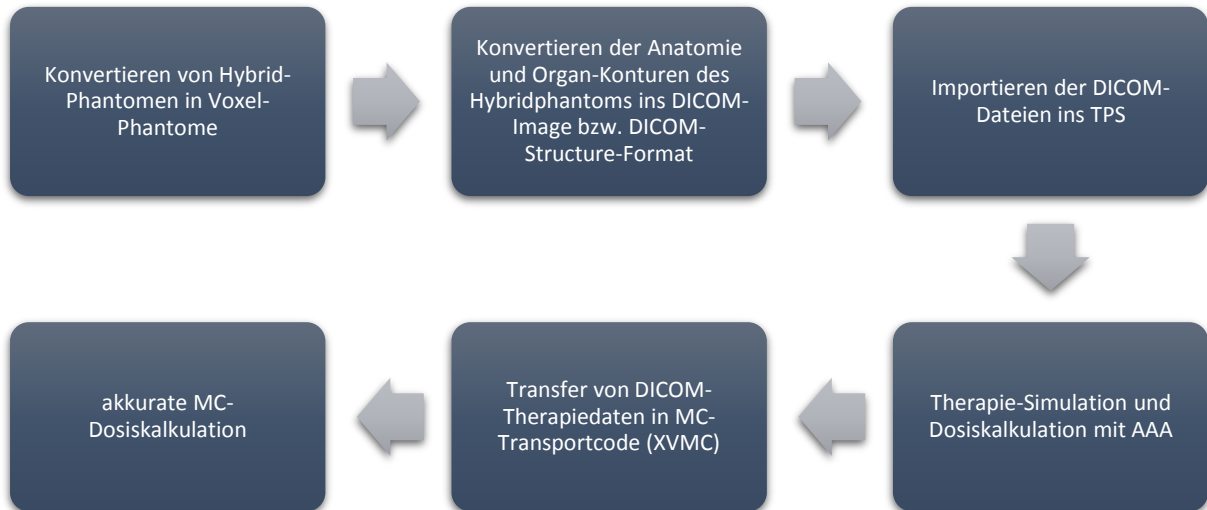 Konvertieren von Hybrid-
Phantomen in Voxel-
Phantome
Konvertieren der Anatomie
und Organ-Konturen des
Hybridphantoms ins DICOM-
Image bzw. DICOM-
Structure-Format
Importieren der DICOM-
Dateien ins TPS
Therapie-Simulation und
Dosiskalkulation mit AAA
Transfer von DICOM-
Therapiedaten in MC-
Transportcode (XVMC)
akkurate MC-
Dosiskalkulation